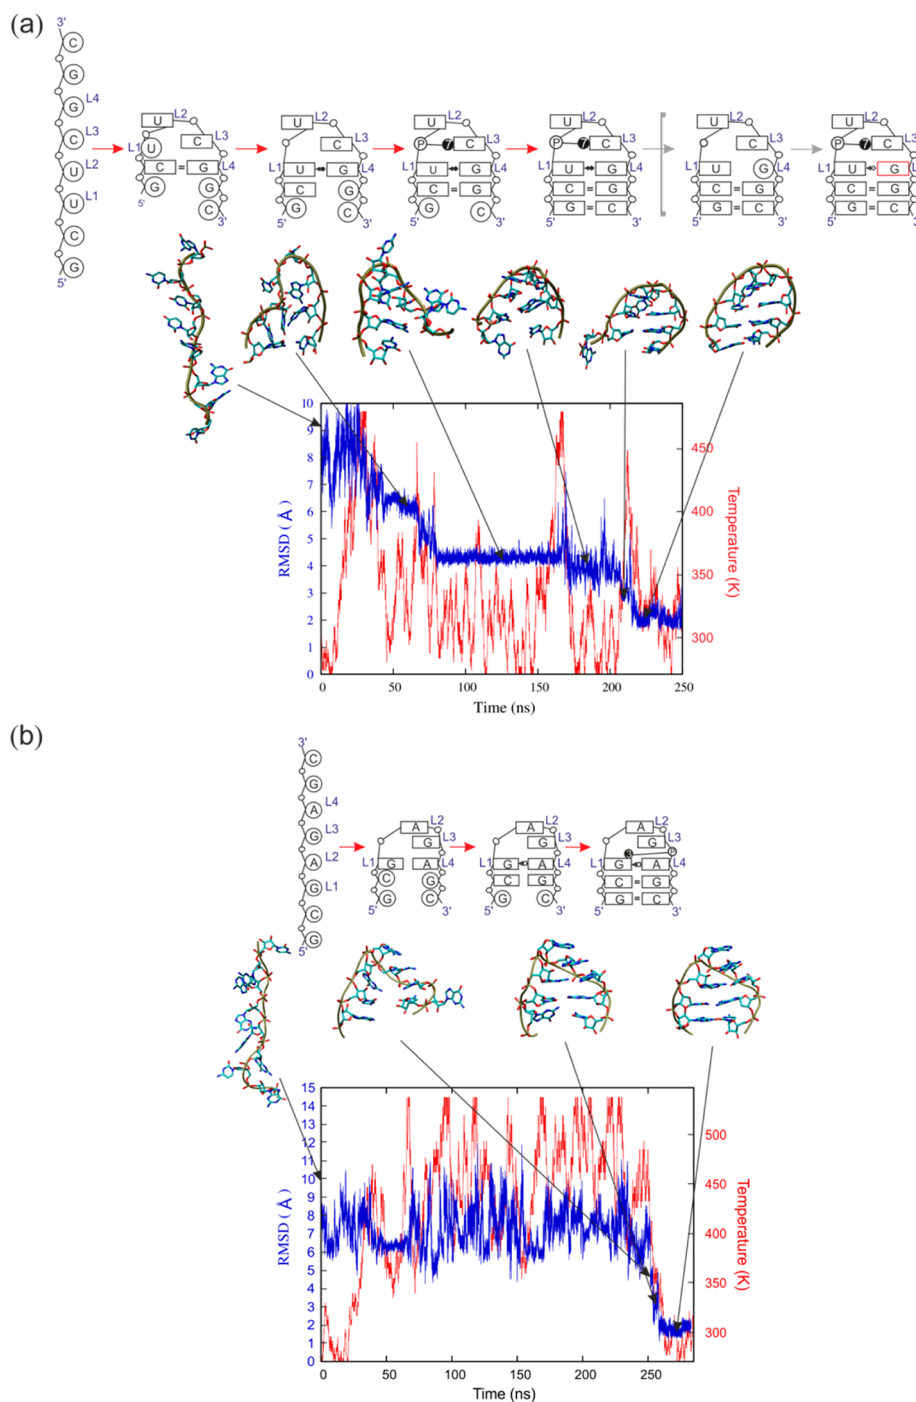 (a)
3'
C
G
G L4
C L3
U L2
U L1
C
G
5'
U L2
L1 U C L3
C = G L4
G G
5' C 3'
U L2
C L3
L1 U G L4
C G
G C
5' 3'
U L2
P 7 C L3
L1 U G L4
C = G
G C
5' 3'
U L2
P 7 C L3
L1 U G L4
C = G
G = C
5' 3'
U L2
C L3
L1 U G L4
C = G
G = C
5' 3'
U L2
P 7 C L3
L1 U G L
C = G
G = C
5' 3'
RMSD (Å)
10
9
8
7
6
5
4
3
2
1
0
450
400
350
300
Temperature (K)
0 50 100 150 200 250
Time (ns)
(b)
3'
C
G
A L4
G L3
A L2
G L1
C
G
5'
A L2
G L3
L1 G A L4
C G
G C
5' 3'
A L2
G L3
L1 G A L4
C G
G C
5' 3'
A L2
G L3
3 P
L1 G A L4
C = G
G = C
5' 3'
RMSD (Å)
15
14
13
12
11
10
9
8
7
6
5
4
3
2
1
0
500
450
400
350
300
Temperature (K)
0 50 100 150 200 250
Time (ns)